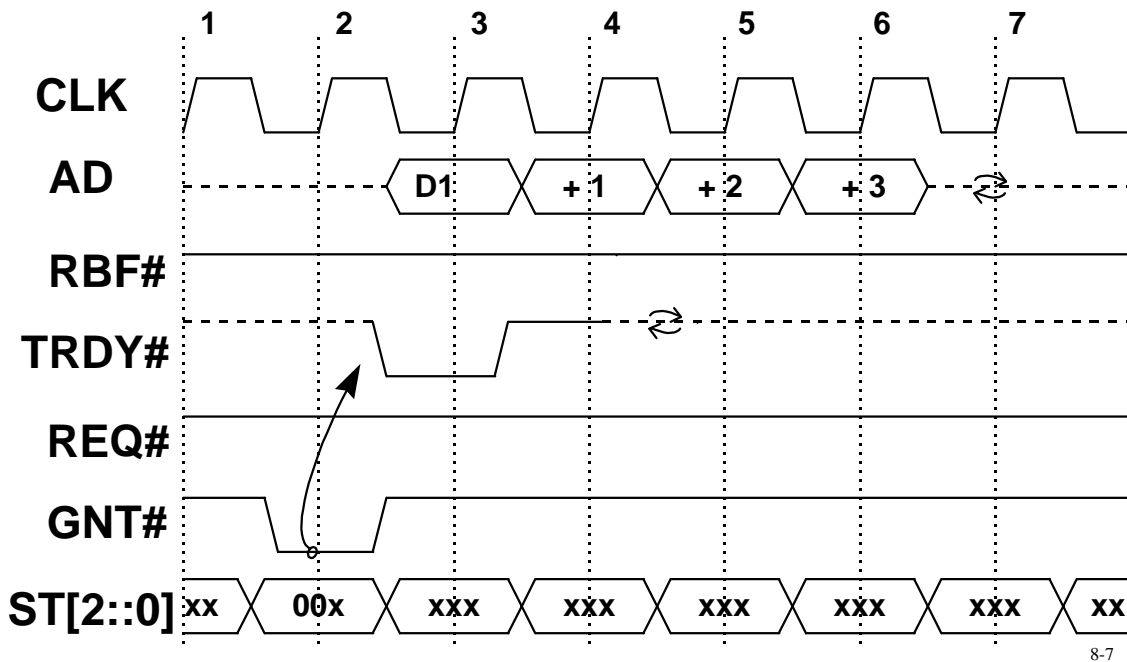 1 2 3 4 5 6 7
CLK
AD D1 + 1 + 2 + 3
RBF#
TRDY#
REQ#
GNT#
ST[2::0] xx 00x xxx xxx xxx xxx xxx xx
8-7